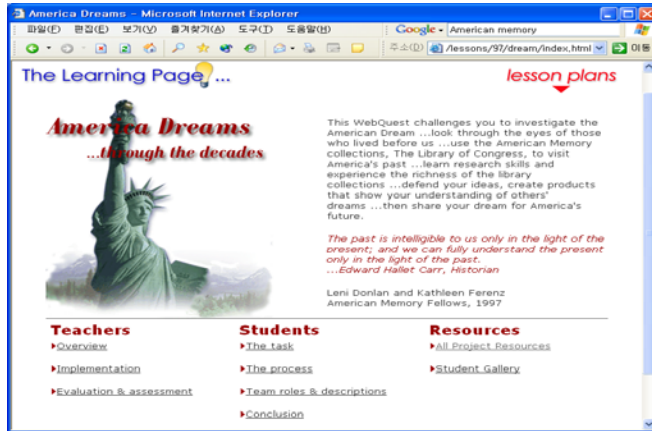 America Dreams - Microsoft Internet Explorer
파일(F) 편집(E) 보기(V) 즐겨찾기(A) 도구(T) 도움말(H)
Google - American memory
주소(D) /lessons/97/dream/index.html 이동
The Learning Page ...
lesson plans
America Dreams
...through the decades
This WebQuest challenges you to investigate the
American Dream ...look through the eyes of those
who lived before us ...use the American Memory
collections, The Library of Congress, to visit
America's past ...learn research skills and
experience the richness of the library
collections ...defend your ideas, create products
that show your understanding of others'
dreams ...then share your dream for America's
future.
The past is intelligible to us only in the light of the
present; and we can fully understand the present
only in the light of the past.
...Edward Hallet Carr, Historian
Leni Donlan and Kathleen Ferenz
American Memory Fellows, 1997
Teachers Students Resources
Overview The task All Project Resources
Implementation The process Student Gallery
Evaluation & assessment Team roles & descriptions
Conclusion